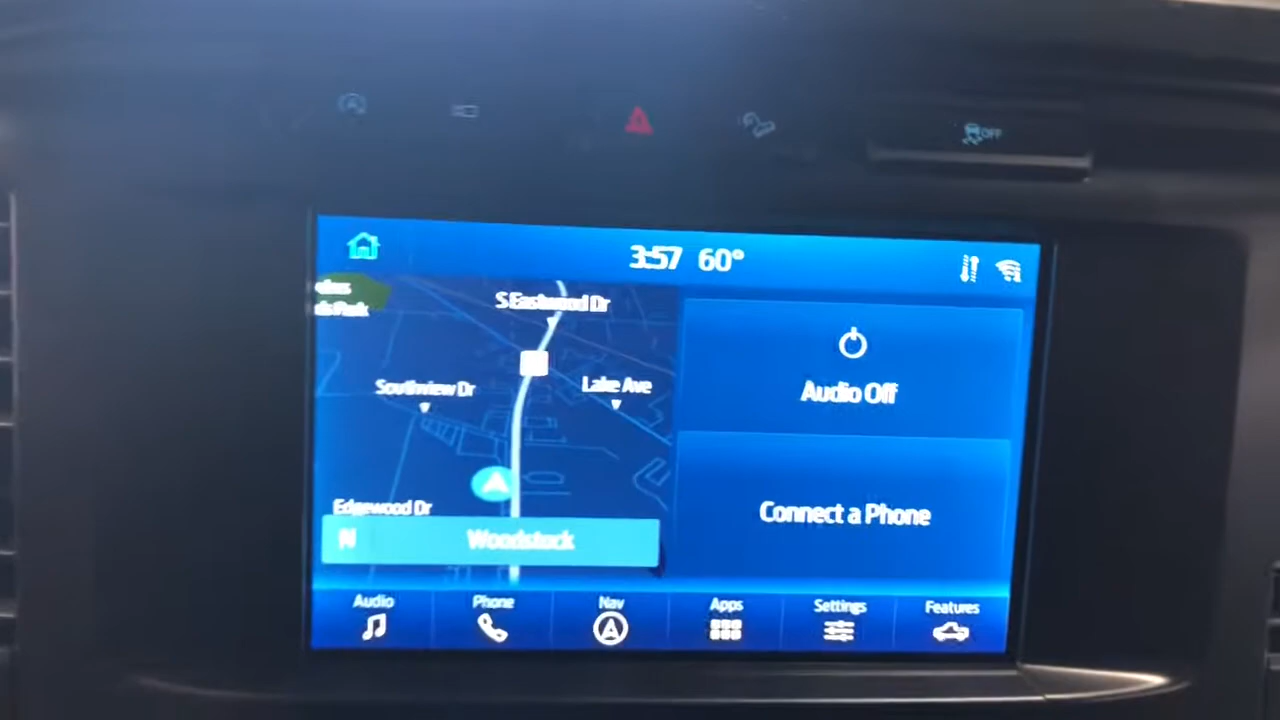 OFF
3:57 60°
S Eastwood Dr
Southview Dr
Lake Ave
Edgewood Dr
N
Woodstock
Audio Off
Connect a Phone
Audio
Phone
Nav
Apps
Settings
Features